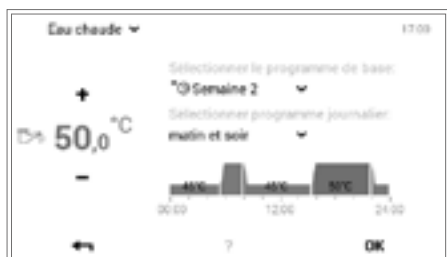 Eau chaude
17:09
Sélectionner le programme de base:
Semaine 2
Sélectionner programme journalier:
matin et soir
+
50,0 °C
–
45°C 45°C 50°C
00:00 12:00 24:00
? OK